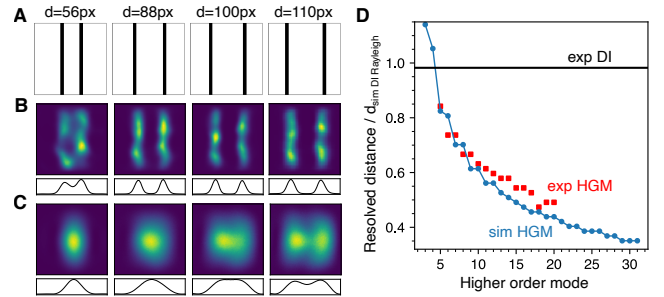 A d=56px d=88px d=100px d=110px
B
C
D
Resolved distance / d_sim DI Rayleigh
1.0
0.8
0.6
0.4
exp DI
exp HGM
sim HGM
5 10 15 20 25 30
Higher order mode